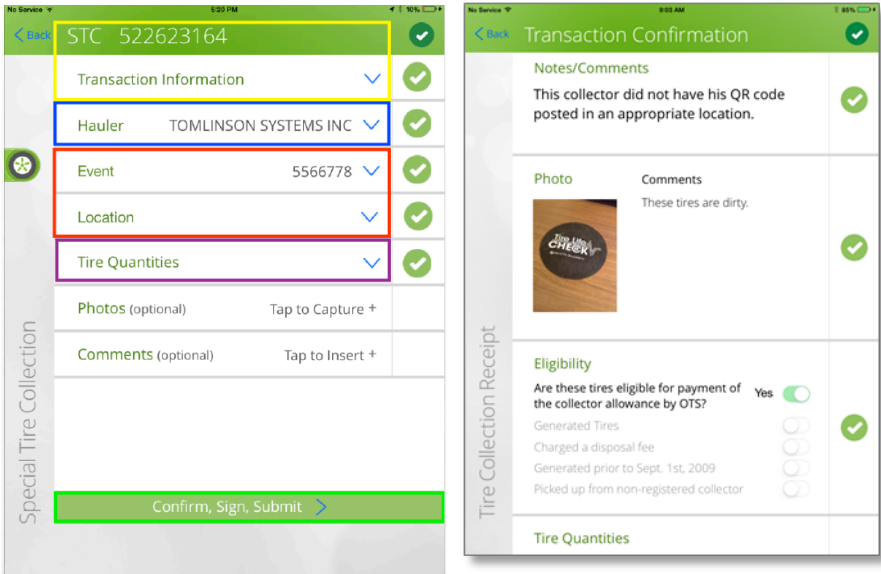 No Service 5:20 PM 10%
Back STC 522623164
Transaction Information
Hauler TOMLINSON SYSTEMS INC
Event 5566778
Location
Tire Quantities
Photos (optional) Tap to Capture +
Comments (optional) Tap to Insert +
Confirm, Sign, Submit
Special Tire Collection
No Service 9:03 AM 85%
Back Transaction Confirmation
Notes/Comments
This collector did not have his QR code
posted in an appropriate location.
Photo Comments
These tires are dirty.
Tire Life
CHECK
Eligibility
Are these tires eligible for payment of Yes
the collector allowance by OTS?
Generated Tires
Charged a disposal fee
Generated prior to Sept. 1st, 2009
Picked up from non-registered collector
Tire Quantities
Tire Collection Receipt